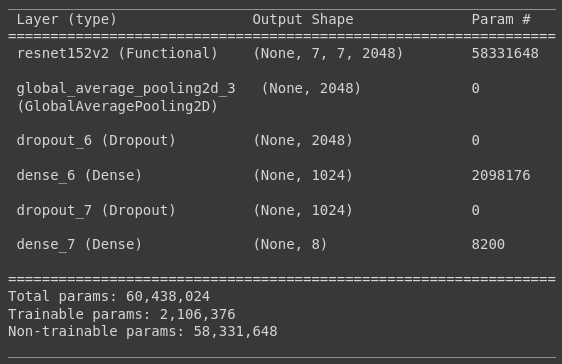 Layer (type) Output Shape Param #
=================================================================
resnet152v2 (Functional) (None, 7, 7, 2048) 58331648
global_average_pooling2d_3 (None, 2048) 0
(GlobalAveragePooling2D)
dropout_6 (Dropout) (None, 2048) 0
dense_6 (Dense) (None, 1024) 2098176
dropout_7 (Dropout) (None, 1024) 0
dense_7 (Dense) (None, 8) 8200
=================================================================
Total params: 60,438,024
Trainable params: 2,106,376
Non-trainable params: 58,331,648